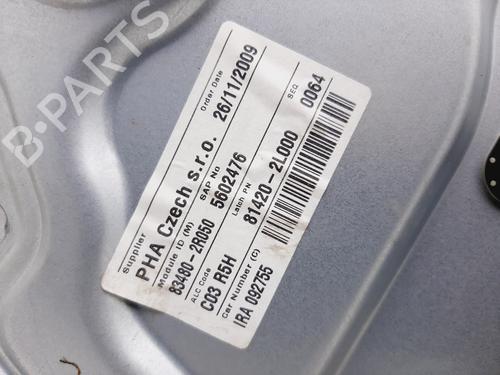 Supplier
PHA Czech s.r.o.
Order Date
26/11/2009
Module ID (M)
83480-2R050
SAP No
5602476
SEQ
0064
ALC Code
C03 R5H
Latch PN
81420-2L000
Car Number (C)
IRA 092755
B-PARTS